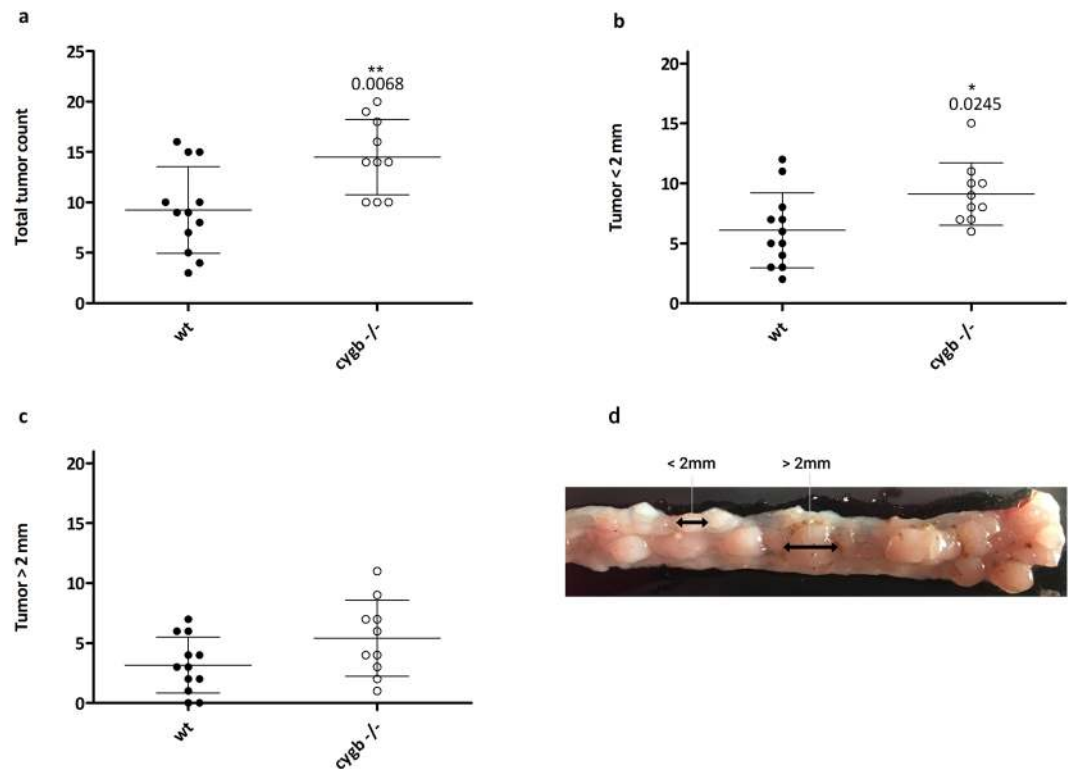 a
Total tumor count
25
20
15
10
5
0
**
0.0068
wt
cygb -/-
b
Tumor < 2 mm
20
15
10
5
0
*
0.0245
wt
cygb -/-
c
Tumor > 2 mm
20
15
10
5
0
wt
cygb -/-
d
< 2mm
> 2mm